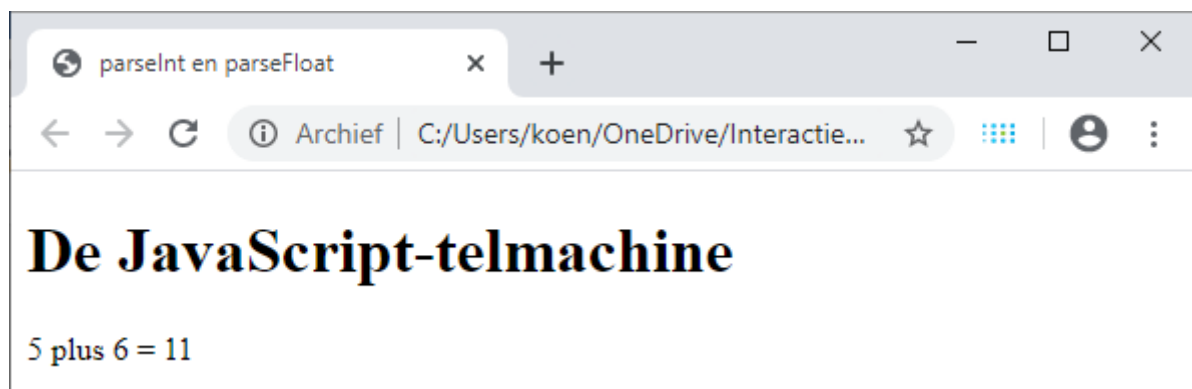 parseInt en parseFloat
Archief | C:/Users/koen/OneDrive/Interactie...
De JavaScript-telmachine
5 plus 6 = 11